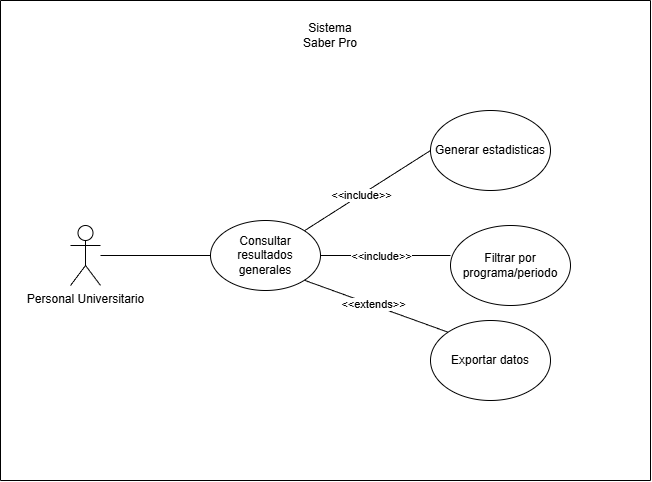 Sistema
Saber Pro
Generar estadisticas
<<include>>
Consultar
resultados
generales
<<include>>
Filtrar por
programa/periodo
Personal Universitario
<<extends>>
Exportar datos